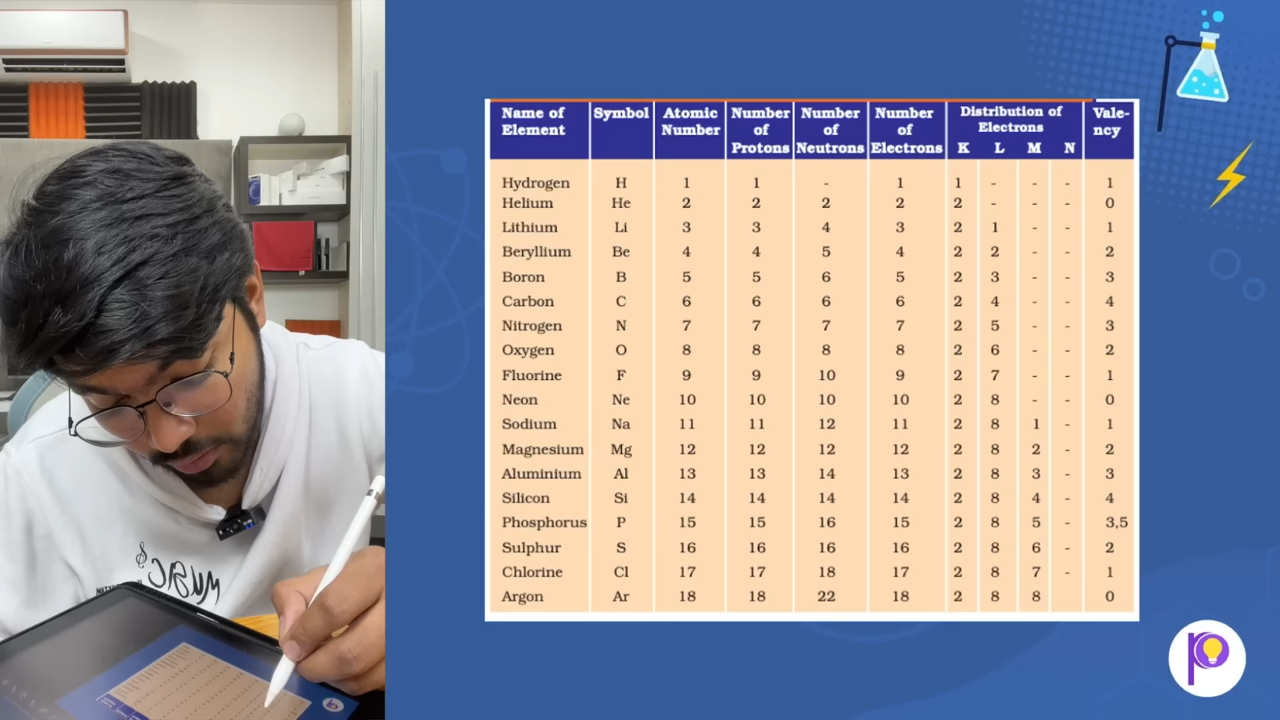 Name of Element Symbol Atomic Number Number of Protons Number of Neutrons Number of Electrons Distribution of Electrons K L M N Vale-ncy
Hydrogen H 1 1 - 1 1 - - - 1
Helium He 2 2 2 2 2 - - - 0
Lithium Li 3 3 4 3 2 1 - - 1
Beryllium Be 4 4 5 4 2 2 - - 2
Boron B 5 5 6 5 2 3 - - 3
Carbon C 6 6 6 6 2 4 - - 4
Nitrogen N 7 7 7 7 2 5 - - 3
Oxygen O 8 8 8 8 2 6 - - 2
Fluorine F 9 9 10 9 2 7 - - 1
Neon Ne 10 10 10 10 2 8 - - 0
Sodium Na 11 11 12 11 2 8 1 - 1
Magnesium Mg 12 12 12 12 2 8 2 - 2
Aluminium Al 13 13 14 13 2 8 3 - 3
Silicon Si 14 14 14 14 2 8 4 - 4
Phosphorus P 15 15 16 15 2 8 5 - 3,5
Sulphur S 16 16 16 16 2 8 6 - 2
Chlorine Cl 17 17 18 17 2 8 7 - 1
Argon Ar 18 18 22 18 2 8 8 0
MUSIC